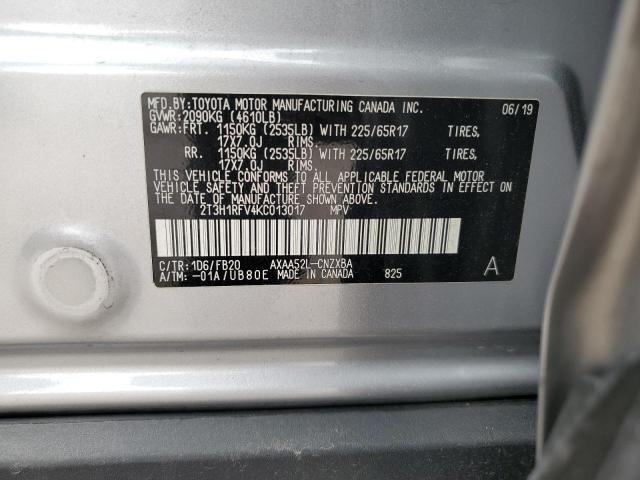 MFD.BY:TOYOTA MOTOR MANUFACTURING CANADA INC. 06/19
GVWR:2090KG (4610LB)
GAWR:FRT. 1150KG (2535LB) WITH 225/65R17 TIRES,
17X7.0J RIMS.
RR. 1150KG (2535LB) WITH 225/65R17 TIRES,
17X7.0J RIMS.
THIS VEHICLE CONFORMS TO ALL APPLICABLE FEDERAL MOTOR
VEHICLE SAFETY AND THEFT PREVENTION STANDARDS IN EFFECT ON
THE DATE OF MANUFACTURE SHOWN ABOVE.
2T3H1RFV4KC013017 MPV
C/TR:1D6/FB20 AXAA52L-CNZXBA
A/TM:-01A/UB80E MADE IN CANADA 825 A